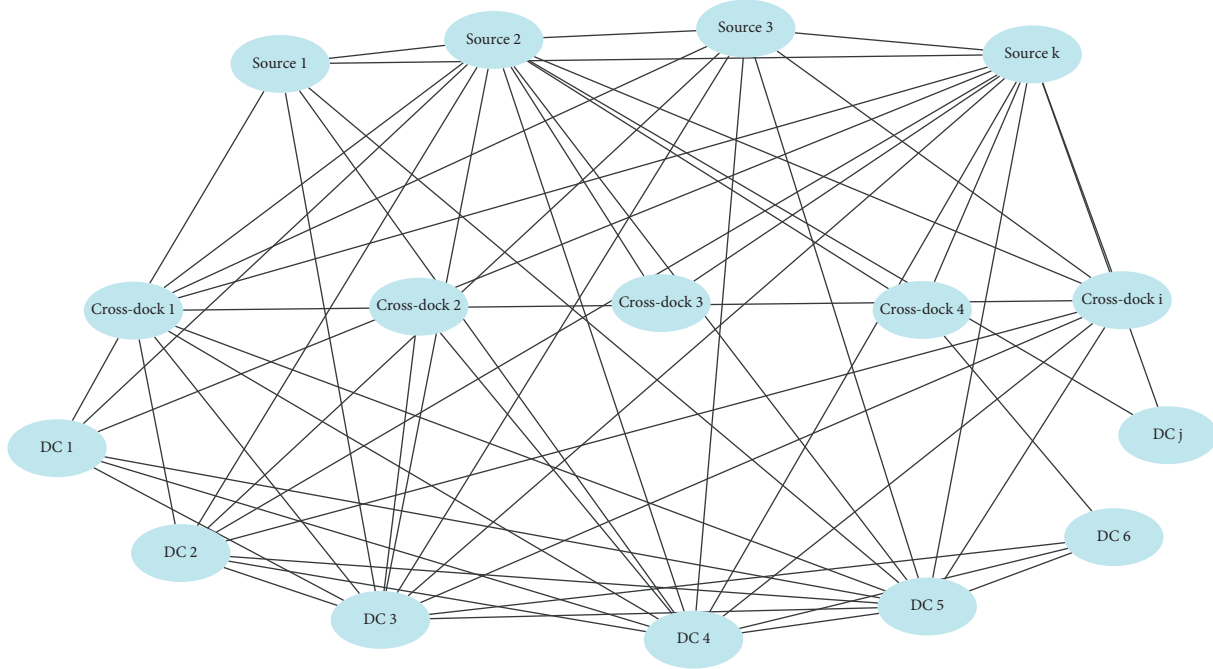 Source 1
Source 2
Source 3
Source k
Cross-dock 1
Cross-dock 2
Cross-dock 3
Cross-dock 4
Cross-dock i
DC 1
DC 2
DC 3
DC 4
DC 5
DC 6
DC j